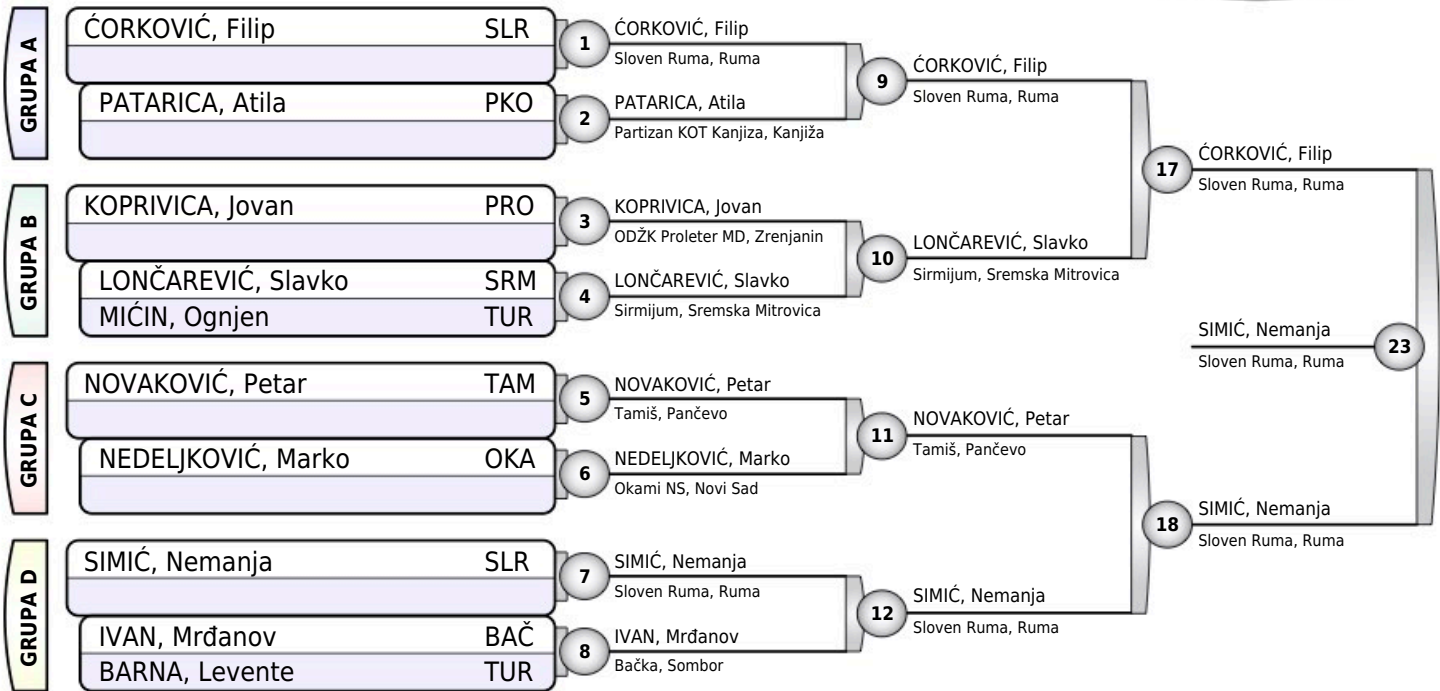 GRUPA A
ĆORKOVIĆ, Filip SLR
PATARICA, Atila PKO
GRUPA B
KOPRIVICA, Jovan PRO
LONČAREVIĆ, Slavko SRM
MIĆIN, Ognjen TUR
GRUPA C
NOVAKOVIĆ, Petar TAM
NEDELJKOVIĆ, Marko OKA
GRUPA D
SIMIĆ, Nemanja SLR
IVAN, Mrđanov BAČ
BARNA, Levente TUR
1
ĆORKOVIĆ, Filip
Sloven Ruma, Ruma
2
PATARICA, Atila
Partizan KOT Kanjiza, Kanjiža
3
KOPRIVICA, Jovan
ODŽK Proleter MD, Zrenjanin
4
LONČAREVIĆ, Slavko
Sirmijum, Sremska Mitrovica
5
NOVAKOVIĆ, Petar
Tamiš, Pančevo
6
NEDELJKOVIĆ, Marko
Okami NS, Novi Sad
7
SIMIĆ, Nemanja
Sloven Ruma, Ruma
8
IVAN, Mrđanov
Bačka, Sombor
9
ĆORKOVIĆ, Filip
Sloven Ruma, Ruma
10
LONČAREVIĆ, Slavko
Sirmijum, Sremska Mitrovica
11
NOVAKOVIĆ, Petar
Tamiš, Pančevo
12
SIMIĆ, Nemanja
Sloven Ruma, Ruma
17
ĆORKOVIĆ, Filip
Sloven Ruma, Ruma
18
SIMIĆ, Nemanja
Sloven Ruma, Ruma
SIMIĆ, Nemanja
Sloven Ruma, Ruma
23